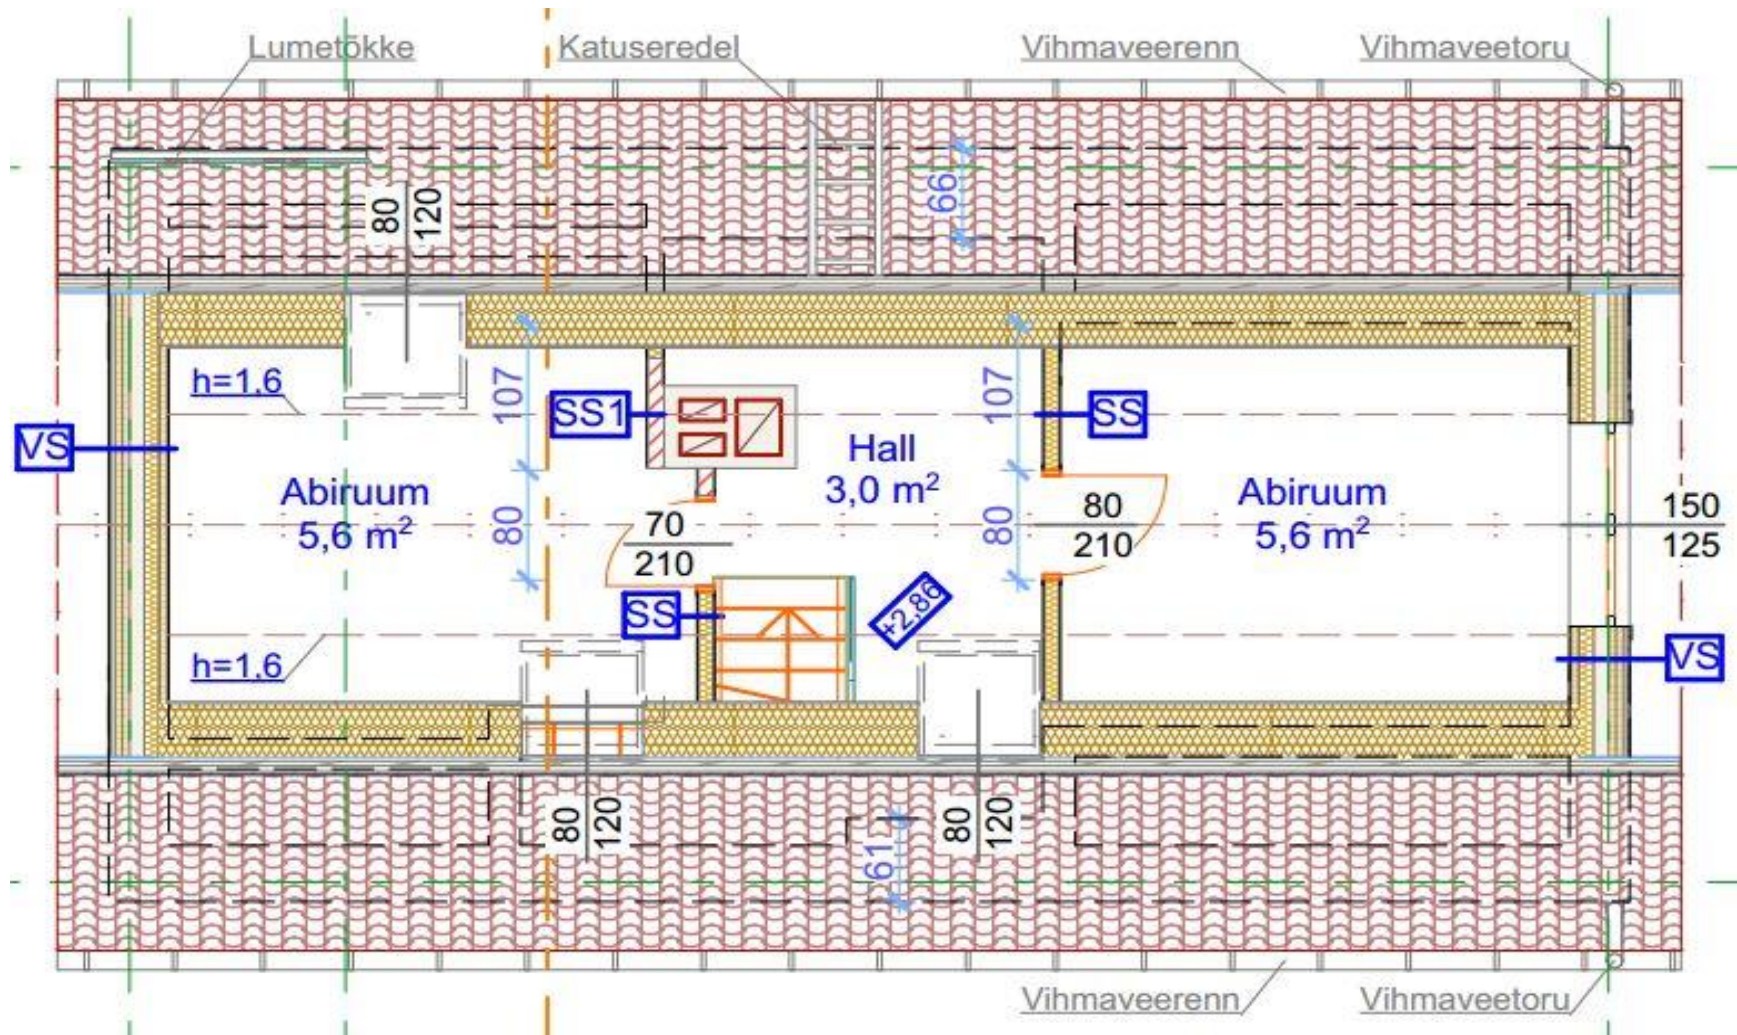 Lumetõkke
Katuseredel
Vihmaveerenn
Vihmaveetoru
80
120
66
h=1,6
107
SS1
107
SS
VS
Hall
3,0 m²
Abiruum
5,6 m²
80
70
210
80
80
210
Abiruum
5,6 m²
150
125
SS
+2,86
h=1,6
VS
80
120
61
80
120
Vihmaveerenn
Vihmaveetoru